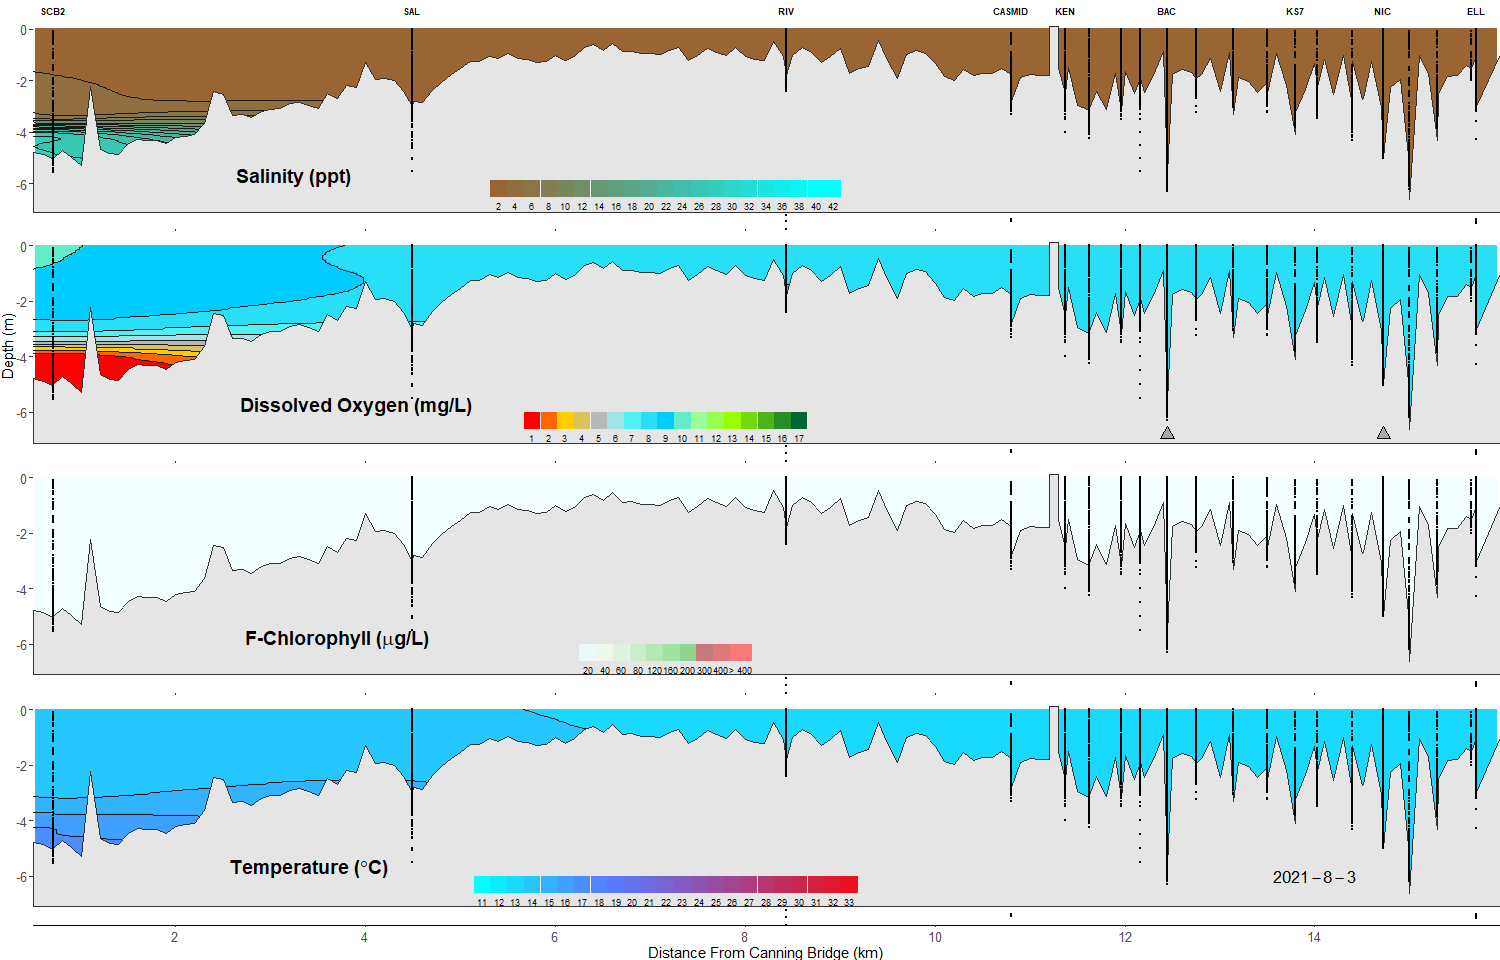 SCB2 SAL RIV CASMID KEN BAC KS7 NIC ELL
0
-2
-4
-6
Salinity (ppt)
2 4 6 8 10 12 14 16 18 20 22 24 26 28 30 32 34 36 38 40 42
0
-2
-4
-6
Depth (m)
Dissolved Oxygen (mg/L)
1 2 3 4 5 6 7 8 9 10 11 12 13 14 15 16 17
0
-2
-4
-6
F-Chlorophyll (µg/L)
20 40 60 80 120 160 200 300 400 > 400
0
-2
-4
-6
Temperature (°C)
11 12 13 14 15 16 17 18 19 20 21 22 23 24 25 26 27 28 29 30 31 32 33
2021–8–3
2 4 6 8 10 12 14
Distance From Canning Bridge (km)